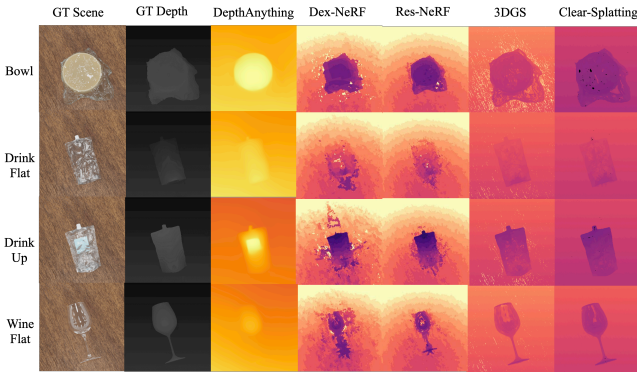 GT Scene GT Depth DepthAnything Dex-NeRF Res-NeRF 3DGS Clear-Splatting
Bowl
Drink
Flat
Drink
Up
Wine
Flat